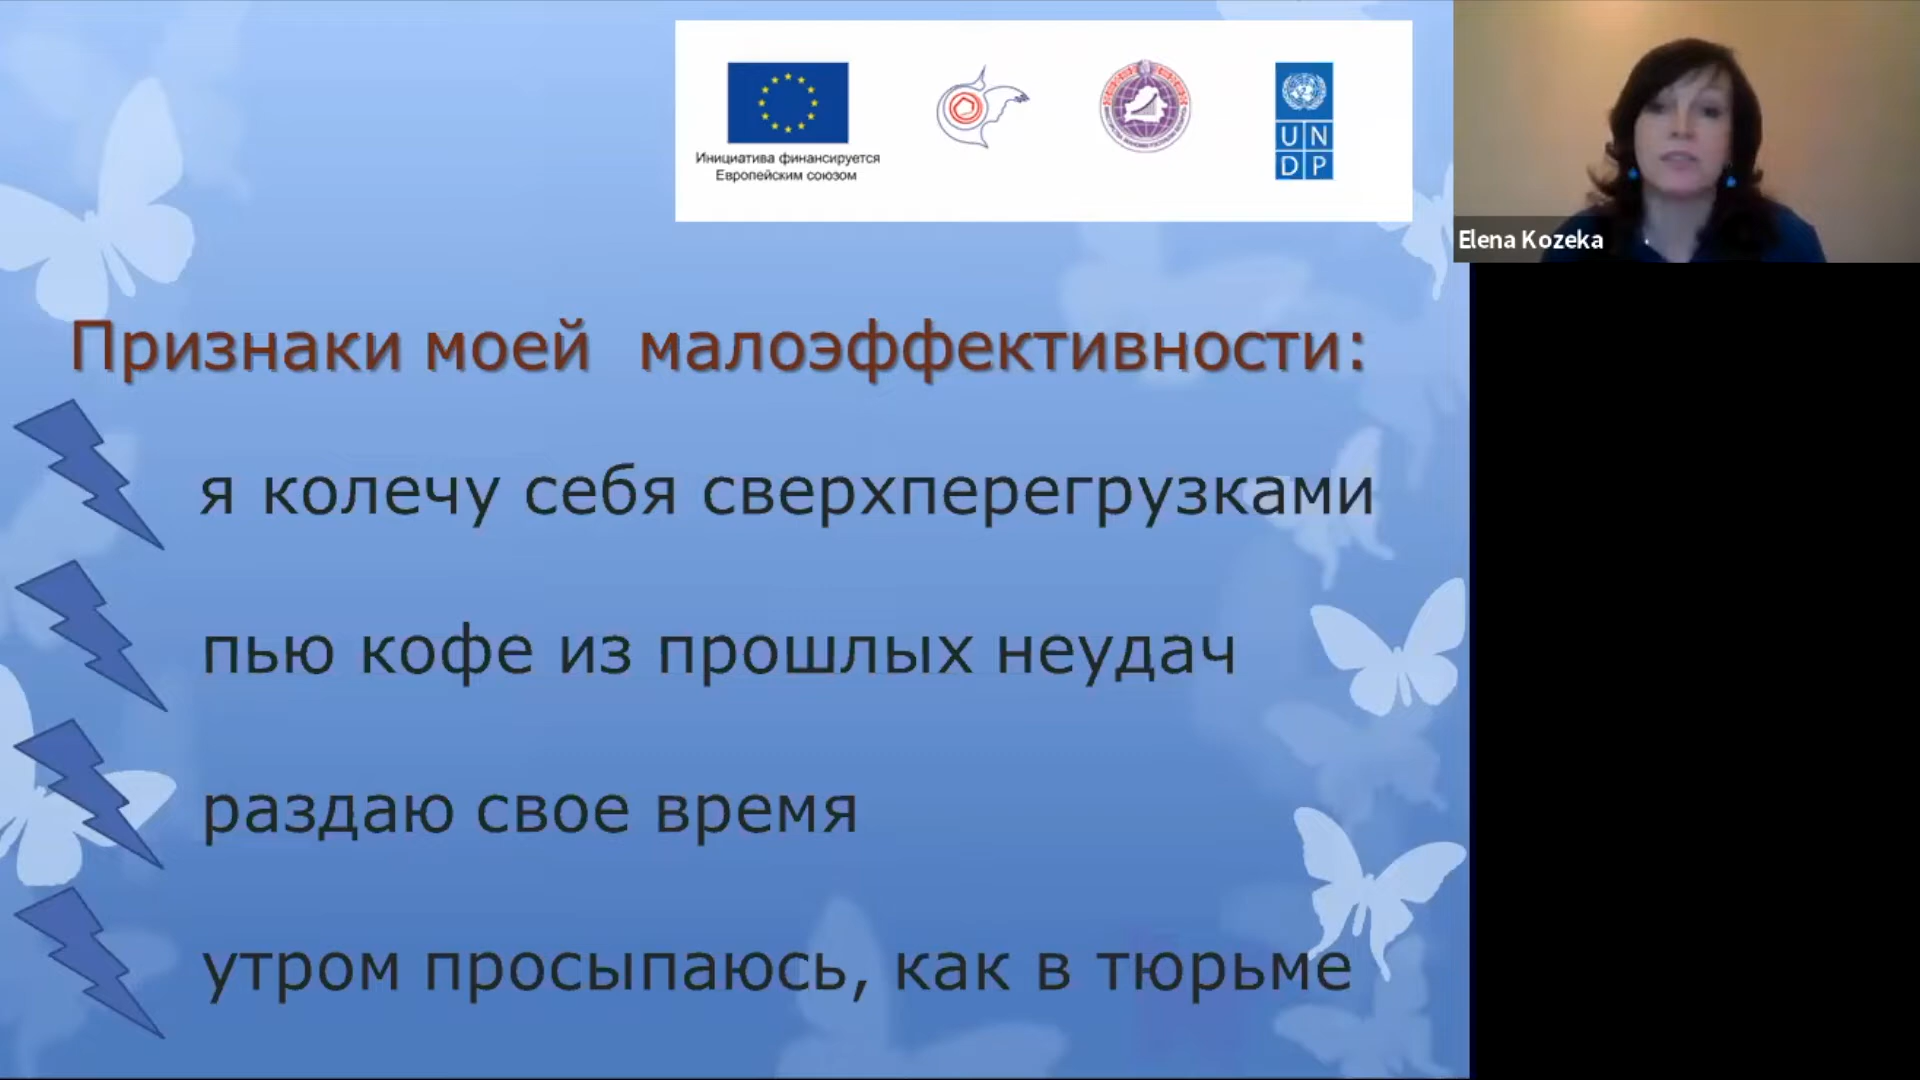 Инициатива финансируется
Европейским союзом
U N
D P
Elena Kozeka
Признаки моей малоэффективности:
я колечу себя сверхперегрузками
пью кофе из прошлых неудач
раздаю свое время
утром просыпаюсь, как в тюрьме